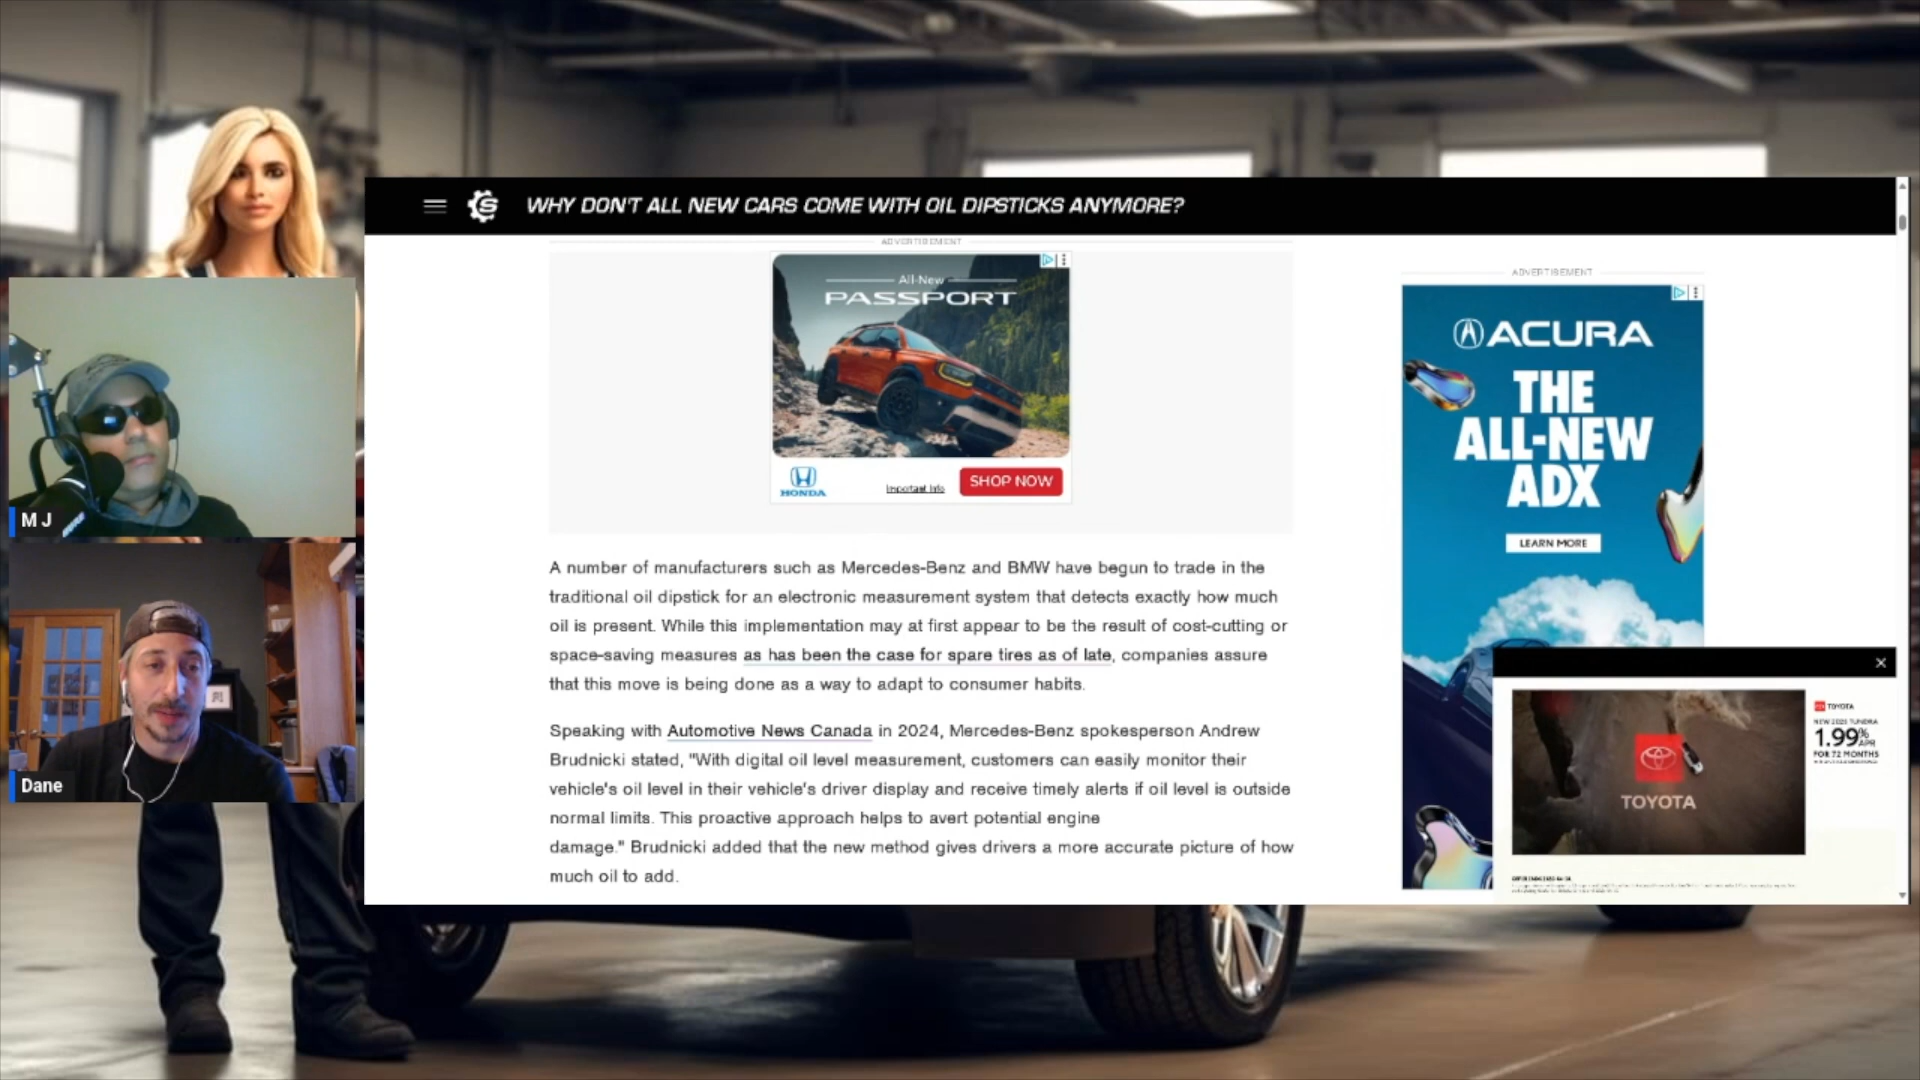 WHY DON'T ALL NEW CARS COME WITH OIL DIPSTICKS ANYMORE?
ADVERTISEMENT
All-New
PASSPORT
HONDA
Important Info
SHOP NOW
A number of manufacturers such as Mercedes-Benz and BMW have begun to trade in the
traditional oil dipstick for an electronic measurement system that detects exactly how much
oil is present. While this implementation may at first appear to be the result of cost-cutting or
space-saving measures as has been the case for spare tires as of late, companies assure
that this move is being done as a way to adapt to consumer habits.
Speaking with Automotive News Canada in 2024, Mercedes-Benz spokesperson Andrew
Brudnicki stated, "With digital oil level measurement, customers can easily monitor their
vehicle's oil level in their vehicle's driver display and receive timely alerts if oil level is outside
normal limits. This proactive approach helps to avert potential engine
damage." Brudnicki added that the new method gives drivers a more accurate picture of how
much oil to add.
ADVERTISEMENT
ACURA
THE
ALL-NEW
ADX
LEARN MORE
TOYOTA
TOYOTA
NEW 2025 TUNDRA
1.99% APR
FOR 72 MONTHS
M J
Dane